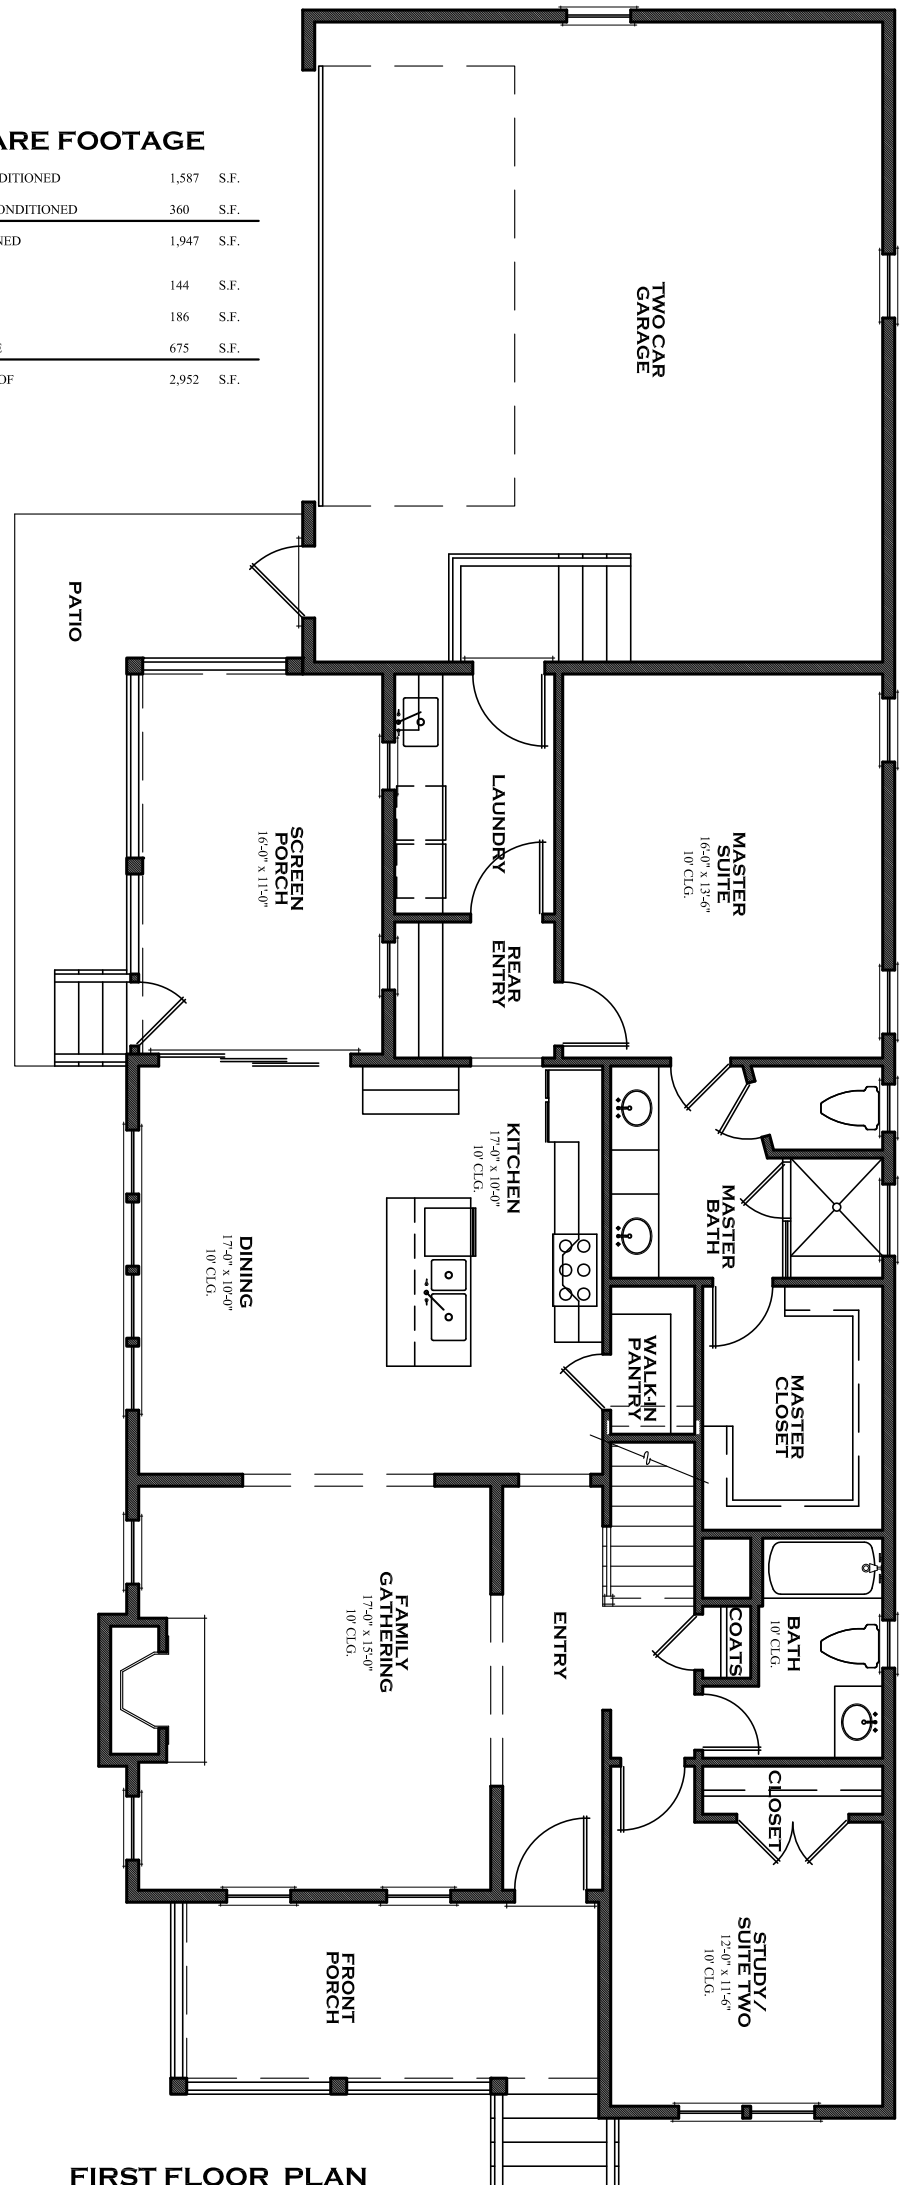 ARE FOOTAGE
DITIONED 1,587 S.F.
ONDITIONED 360 S.F.
NED 1,947 S.F.
144 S.F.
186 S.F.
E 675 S.F.
OF 2,952 S.F.
TWO CAR
GARAGE
PATIO
SCREEN
PORCH
16'-0" x 11'-0"
LAUNDRY
MASTER
SUITE
16'-0" x 13'-6"
10' CLG.
REAR
ENTRY
KITCHEN
17'-0" x 10'-0"
10' CLG.
MASTER
BATH
DINING
17'-0" x 10'-0"
10' CLG.
WALK-IN
PANTRY
MASTER
CLOSET
FAMILY
GATHERING
17'-0" x 15'-0"
10' CLG.
ENTRY
COATS
BATH
10' CLG.
CLOSET
STUDY/
SUITE TWO
12'-0" x 11'-6"
10' CLG.
FRONT
PORCH
FIRST FLOOR PLAN